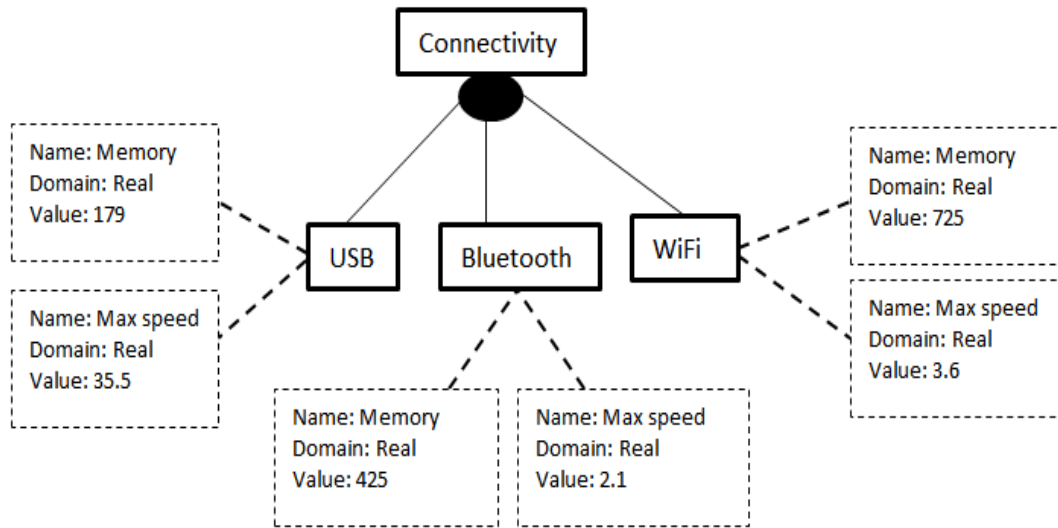 Connectivity
Name: Memory
Domain: Real
Value: 179
Name: Memory
Domain: Real
Value: 725
USB
Bluetooth
WiFi
Name: Max speed
Domain: Real
Value: 35.5
Name: Max speed
Domain: Real
Value: 3.6
Name: Memory
Domain: Real
Value: 425
Name: Max speed
Domain: Real
Value: 2.1